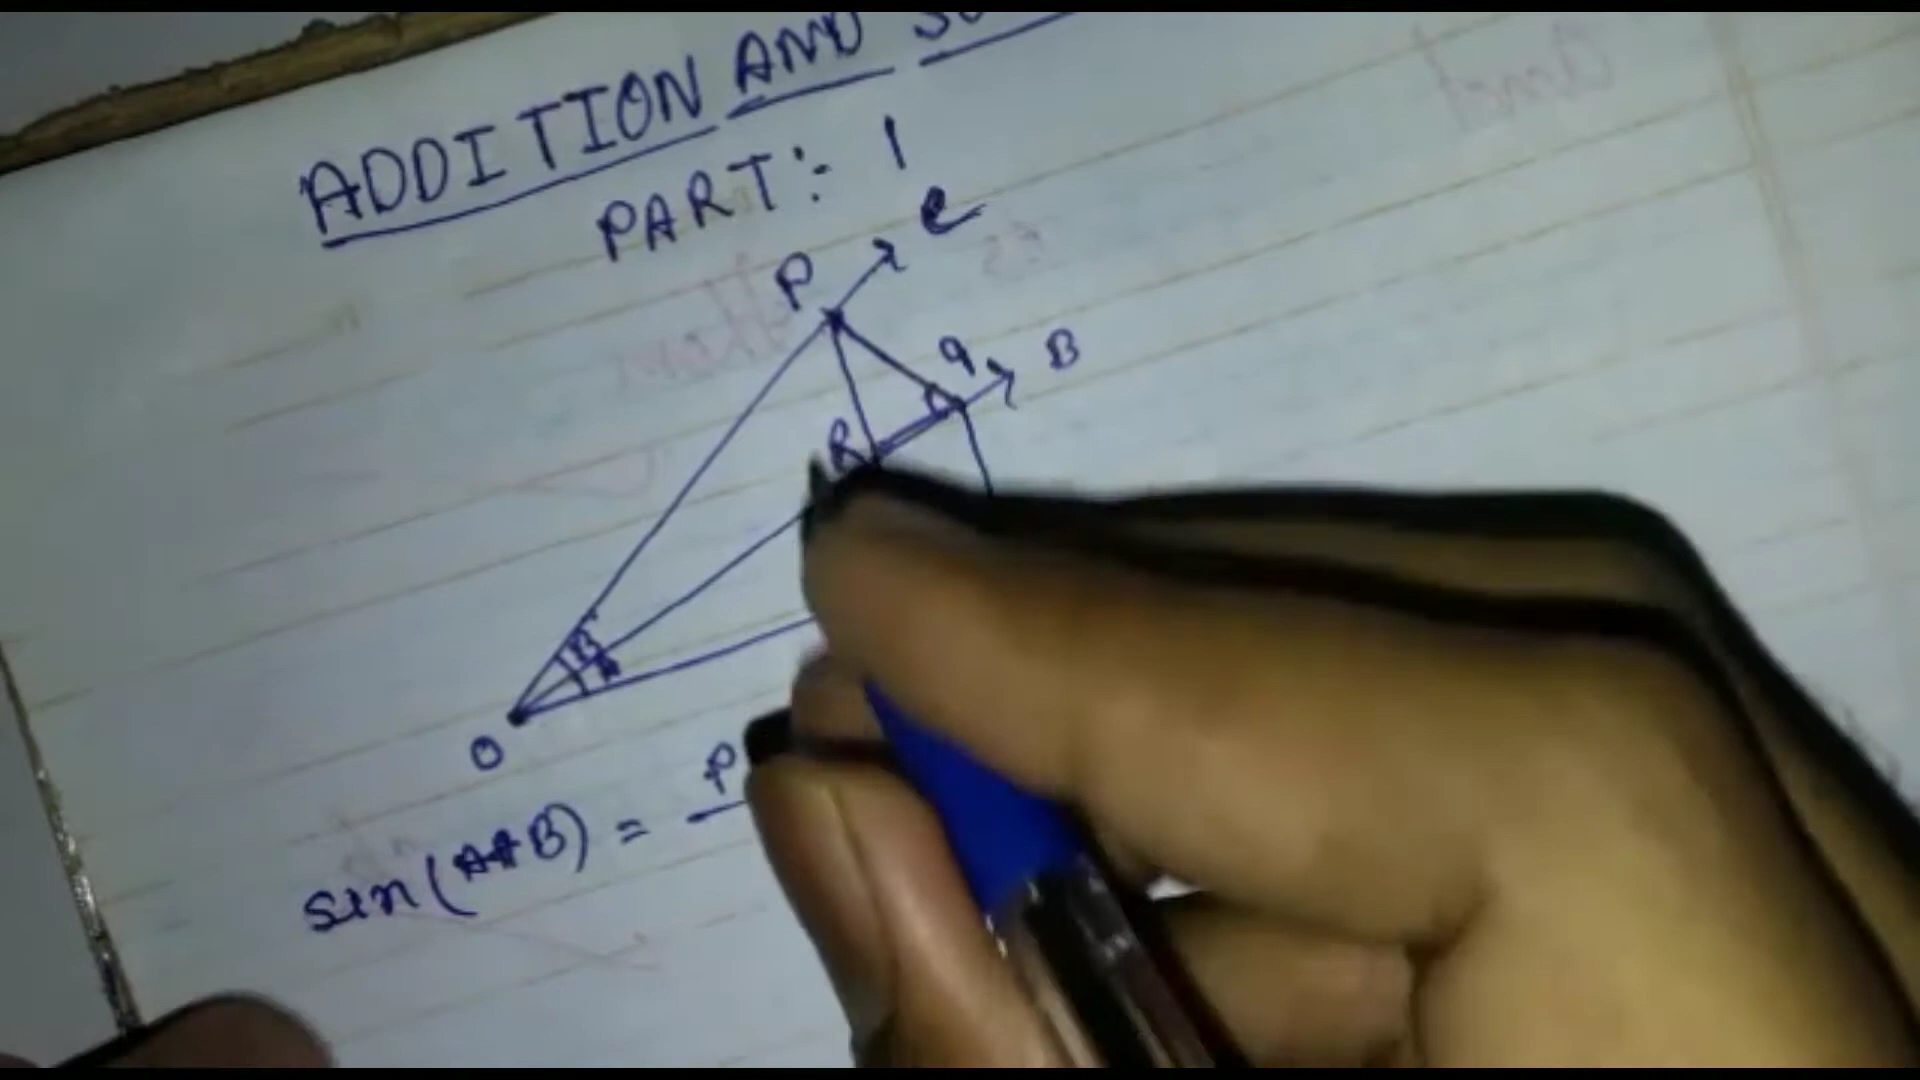 ADDITION AND
PART:- 1
P
C
q
B
R
B
A
O
sin(A+B) = P